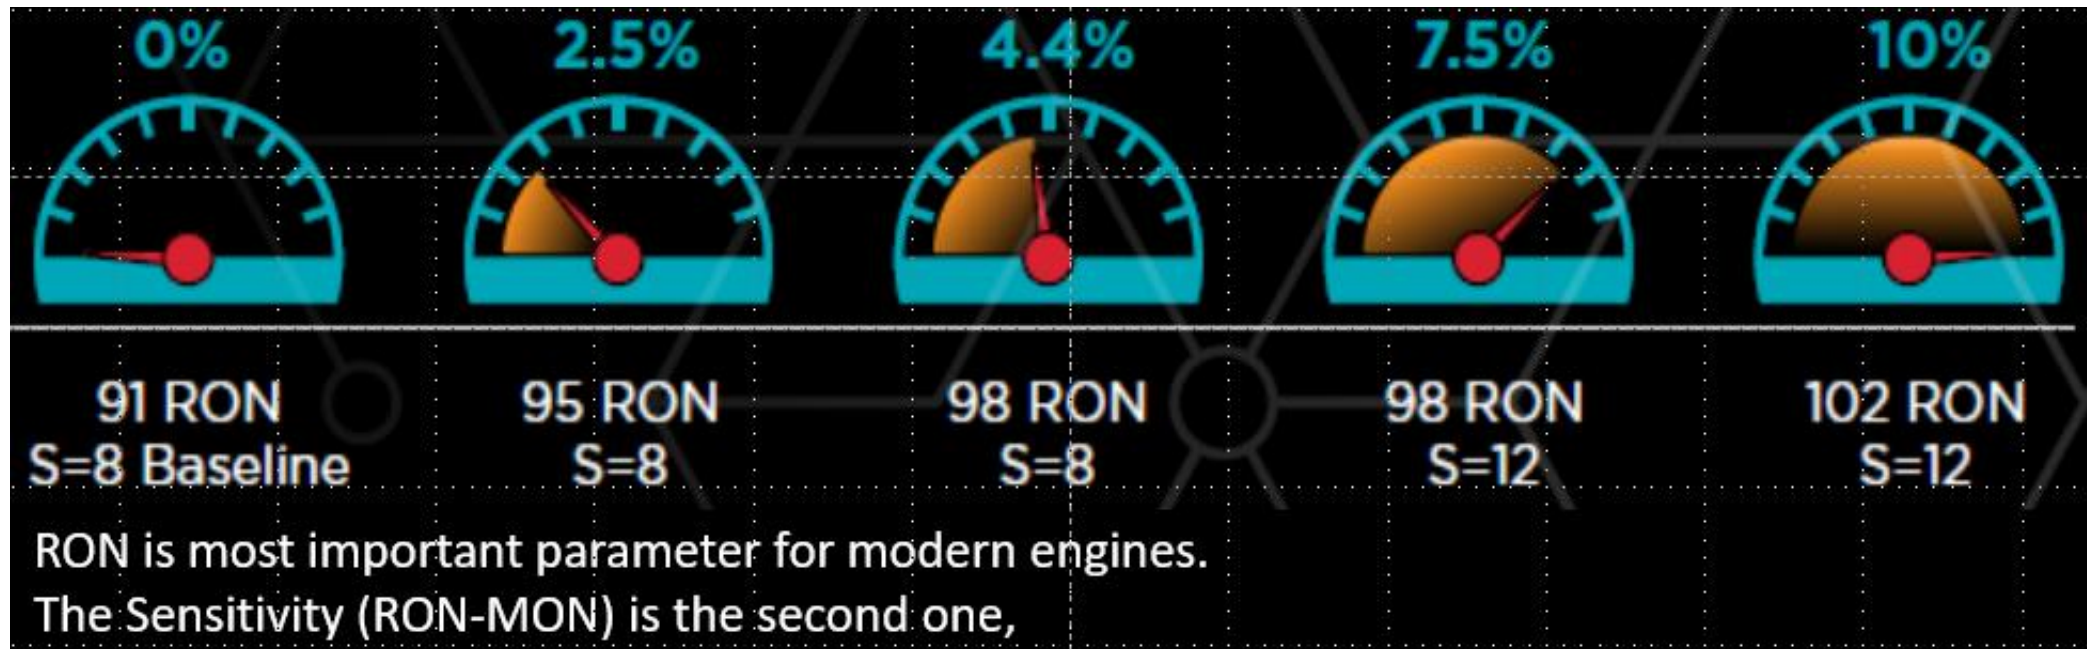 0% 2.5% 4.4% 7.5% 10%
91 RON 95 RON 98 RON 98 RON 102 RON
S=8 Baseline S=8 S=8 S=12 S=12
RON is most important parameter for modern engines.
The Sensitivity (RON-MON) is the second one,